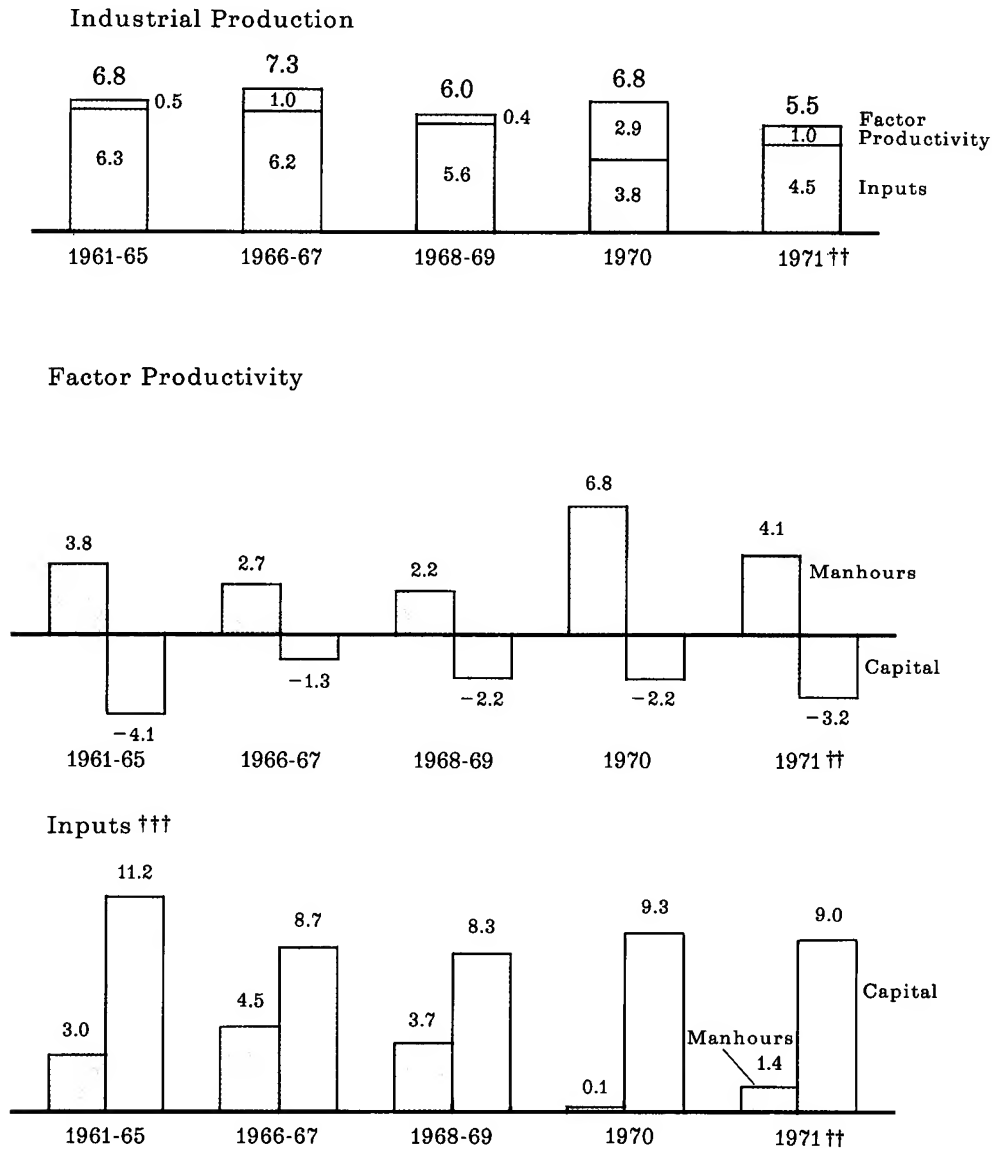 Industrial Production
6.8 7.3 6.0 6.8 5.5
0.5 1.0 0.4 2.9 1.0 Factor Productivity
6.3 6.2 5.6 3.8 4.5 Inputs
1961-65 1966-67 1968-69 1970 1971††
Factor Productivity
3.8 2.7 2.2 6.8 4.1
Manhours
Capital
−4.1 −1.3 −2.2 −2.2 −3.2
1961-65 1966-67 1968-69 1970 1971††
Inputs †††
11.2 8.7 8.3 9.3 9.0
Capital
3.0 4.5 3.7 0.1 Manhours 1.4
1961-65 1966-67 1968-69 1970 1971††